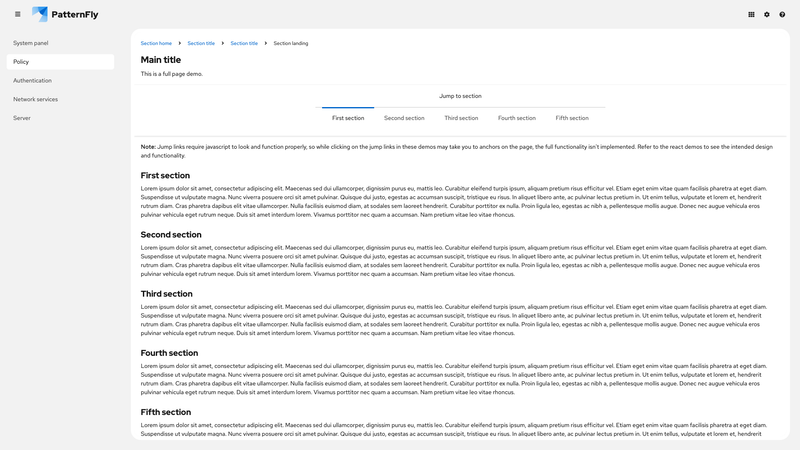 PatternFly
System panel
Policy
Authentication
Network services
Server
Section home
Section title
Section title
Section landing
Main title
This is a full page demo.
Jump to section
First section
Second section
Third section
Fourth section
Fifth section
Note: Jump links require javascript to look and function properly, so while clicking on the jump links in these demos may take you to anchors on the page, the full functionality isn't implemented. Refer to the react demos to see the intended design
and functionality.
First section
Lorem ipsum dolor sit amet, consectetur adipiscing elit. Maecenas sed dui ullamcorper, dignissim purus eu, mattis leo. Curabitur eleifend turpis ipsum, aliquam pretium risus efficitur vel. Etiam eget enim vitae quam facilisis pharetra at eget diam.
Suspendisse ut vulputate magna. Nunc viverra posuere orci sit amet pulvinar. Quisque dui justo, egestas ac accumsan suscipit, tristique eu risus. In aliquet libero ante, ac pulvinar lectus pretium in. Ut enim tellus, vulputate et lorem et, hendrerit
rutrum diam. Cras pharetra dapibus elit vitae ullamcorper. Nulla facilisis euismod diam, at sodales sem laoreet hendrerit. Curabitur porttitor ex nulla. Proin ligula leo, egestas ac nibh a, pellentesque mollis augue. Donec nec augue vehicula eros
pulvinar vehicula eget rutrum neque. Duis sit amet interdum lorem. Vivamus porttitor nec quam a accumsan. Nam pretium vitae leo vitae rhoncus.
Second section
Lorem ipsum dolor sit amet, consectetur adipiscing elit. Maecenas sed dui ullamcorper, dignissim purus eu, mattis leo. Curabitur eleifend turpis ipsum, aliquam pretium risus efficitur vel. Etiam eget enim vitae quam facilisis pharetra at eget diam.
Suspendisse ut vulputate magna. Nunc viverra posuere orci sit amet pulvinar. Quisque dui justo, egestas ac accumsan suscipit, tristique eu risus. In aliquet libero ante, ac pulvinar lectus pretium in. Ut enim tellus, vulputate et lorem et, hendrerit
rutrum diam. Cras pharetra dapibus elit vitae ullamcorper. Nulla facilisis euismod diam, at sodales sem laoreet hendrerit. Curabitur porttitor ex nulla. Proin ligula leo, egestas ac nibh a, pellentesque mollis augue. Donec nec augue vehicula eros
pulvinar vehicula eget rutrum neque. Duis sit amet interdum lorem. Vivamus porttitor nec quam a accumsan. Nam pretium vitae leo vitae rhoncus.
Third section
Lorem ipsum dolor sit amet, consectetur adipiscing elit. Maecenas sed dui ullamcorper, dignissim purus eu, mattis leo. Curabitur eleifend turpis ipsum, aliquam pretium risus efficitur vel. Etiam eget enim vitae quam facilisis pharetra at eget diam.
Suspendisse ut vulputate magna. Nunc viverra posuere orci sit amet pulvinar. Quisque dui justo, egestas ac accumsan suscipit, tristique eu risus. In aliquet libero ante, ac pulvinar lectus pretium in. Ut enim tellus, vulputate et lorem et, hendrerit
rutrum diam. Cras pharetra dapibus elit vitae ullamcorper. Nulla facilisis euismod diam, at sodales sem laoreet hendrerit. Curabitur porttitor ex nulla. Proin ligula leo, egestas ac nibh a, pellentesque mollis augue. Donec nec augue vehicula eros
pulvinar vehicula eget rutrum neque. Duis sit amet interdum lorem. Vivamus porttitor nec quam a accumsan. Nam pretium vitae leo vitae rhoncus.
Fourth section
Lorem ipsum dolor sit amet, consectetur adipiscing elit. Maecenas sed dui ullamcorper, dignissim purus eu, mattis leo. Curabitur eleifend turpis ipsum, aliquam pretium risus efficitur vel. Etiam eget enim vitae quam facilisis pharetra at eget diam.
Suspendisse ut vulputate magna. Nunc viverra posuere orci sit amet pulvinar. Quisque dui justo, egestas ac accumsan suscipit, tristique eu risus. In aliquet libero ante, ac pulvinar lectus pretium in. Ut enim tellus, vulputate et lorem et, hendrerit
rutrum diam. Cras pharetra dapibus elit vitae ullamcorper. Nulla facilisis euismod diam, at sodales sem laoreet hendrerit. Curabitur porttitor ex nulla. Proin ligula leo, egestas ac nibh a, pellentesque mollis augue. Donec nec augue vehicula eros
pulvinar vehicula eget rutrum neque. Duis sit amet interdum lorem. Vivamus porttitor nec quam a accumsan. Nam pretium vitae leo vitae rhoncus.
Fifth section
Lorem ipsum dolor sit amet, consectetur adipiscing elit. Maecenas sed dui ullamcorper, dignissim purus eu, mattis leo. Curabitur eleifend turpis ipsum, aliquam pretium risus efficitur vel. Etiam eget enim vitae quam facilisis pharetra at eget diam.
Suspendisse ut vulputate magna. Nunc viverra posuere orci sit amet pulvinar. Quisque dui justo, egestas ac accumsan suscipit, tristique eu risus. In aliquet libero ante, ac pulvinar lectus pretium in. Ut enim tellus, vulputate et lorem et, hendrerit